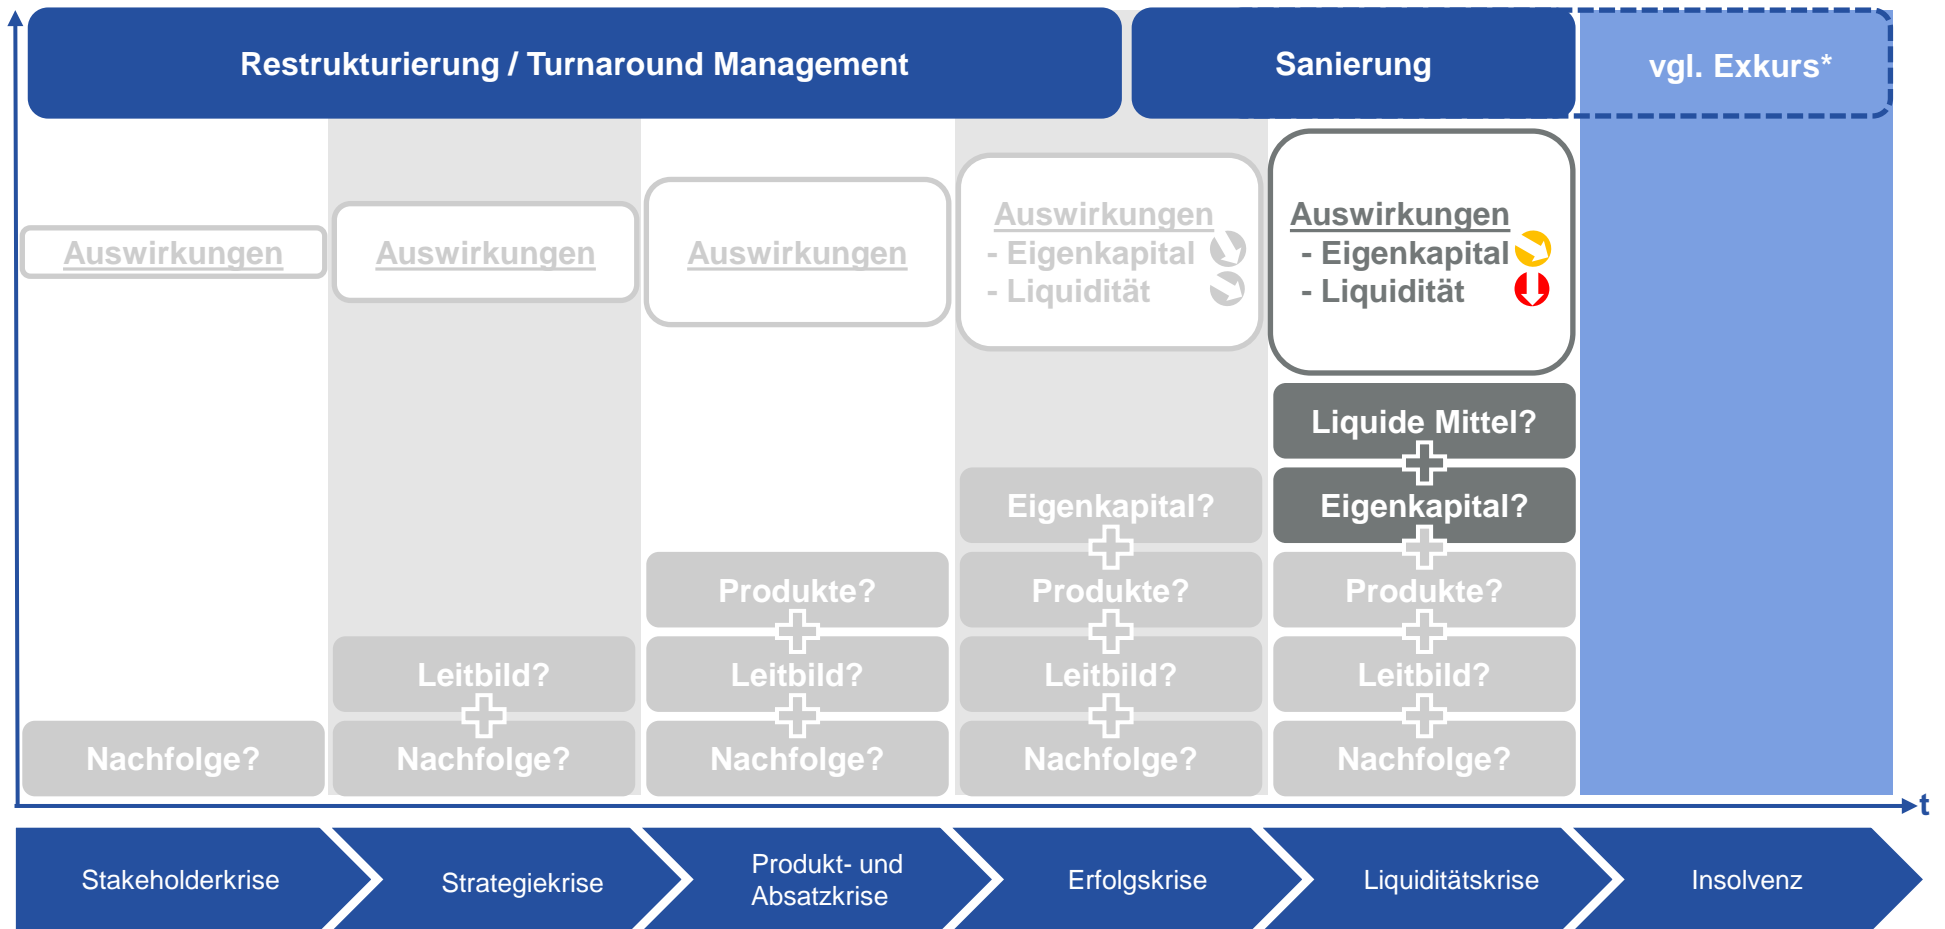 Restrukturierung / Turnaround Management
Sanierung
vgl. Exkurs*
Auswirkungen
Auswirkungen
Auswirkungen
Auswirkungen
- Eigenkapital
- Liquidität
Auswirkungen
- Eigenkapital
- Liquidität
Liquide Mittel?
Eigenkapital?
Eigenkapital?
Produkte?
Produkte?
Produkte?
Leitbild?
Leitbild?
Leitbild?
Leitbild?
Nachfolge?
Nachfolge?
Nachfolge?
Nachfolge?
Nachfolge?
t
Stakeholderkrise
Strategiekrise
Produkt- und
Absatzkrise
Erfolgskrise
Liquiditätskrise
Insolvenz